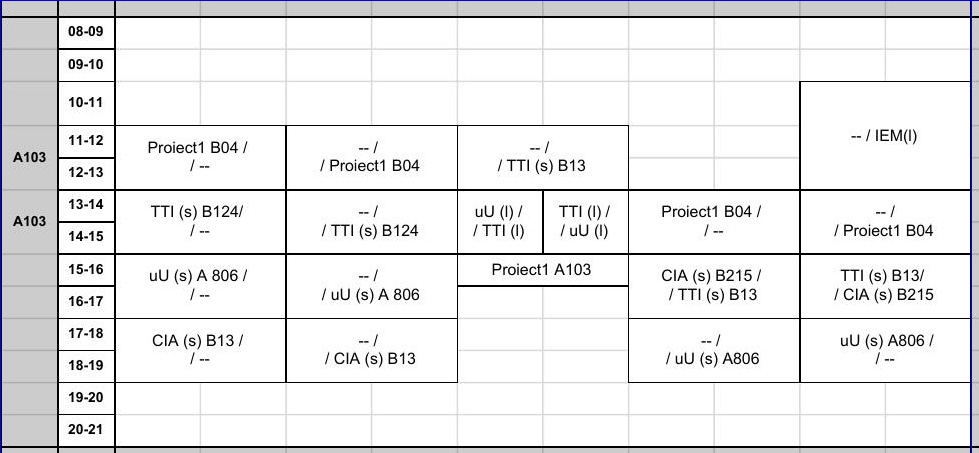 08-09
09-10
10-11
-- / IEM(l)
A103
11-12
12-13
Proiect1 B04 /
/ --
-- /
/ Proiect1 B04
-- /
/ TTI (s) B13
A103
13-14
14-15
TTI (s) B124/
/ --
-- /
/ TTI (s) B124
uU (l) /
/ TTI (l)
TTI (l) /
/ uU (l)
Proiect1 B04 /
/ --
-- /
/ Proiect1 B04
15-16
16-17
uU (s) A 806 /
/ --
-- /
/ uU (s) A 806
Proiect1 A103
CIA (s) B215 /
/ TTI (s) B13
TTI (s) B13/
/ CIA (s) B215
17-18
18-19
CIA (s) B13 /
/ --
-- /
/ CIA (s) B13
-- /
/ uU (s) A806
uU (s) A806 /
/ --
19-20
20-21